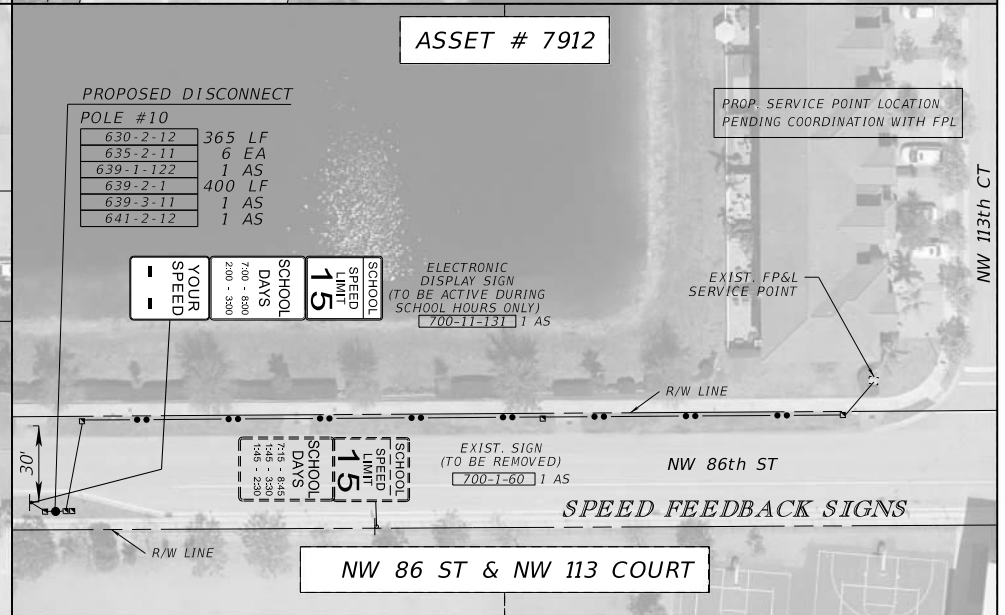 ASSET # 7912
PROPOSED DISCONNECT
POLE #10
630-2-12 365 LF
635-2-11 6 EA
639-1-122 1 AS
639-2-1 400 LF
639-3-11 1 AS
641-2-12 1 AS
PROP. SERVICE POINT LOCATION
PENDING COORDINATION WITH FPL
NW 113th CT
YOUR
SPEED
- -
SCHOOL
DAYS
7:00 - 8:00
2:00 - 3:00
SCHOOL
SPEED
LIMIT
15
ELECTRONIC
DISPLAY SIGN
(TO BE ACTIVE DURING
SCHOOL HOURS ONLY)
700-11-131 1 AS
EXIST. FP&L
SERVICE POINT
R/W LINE
30'
SCHOOL
DAYS
7:15 - 8:45
1:45 - 3:30
1:45 - 2:30
SCHOOL
SPEED
LIMIT
15
EXIST. SIGN
(TO BE REMOVED)
700-1-60 1 AS
NW 86th ST
SPEED FEEDBACK SIGNS
R/W LINE
NW 86 ST & NW 113 COURT